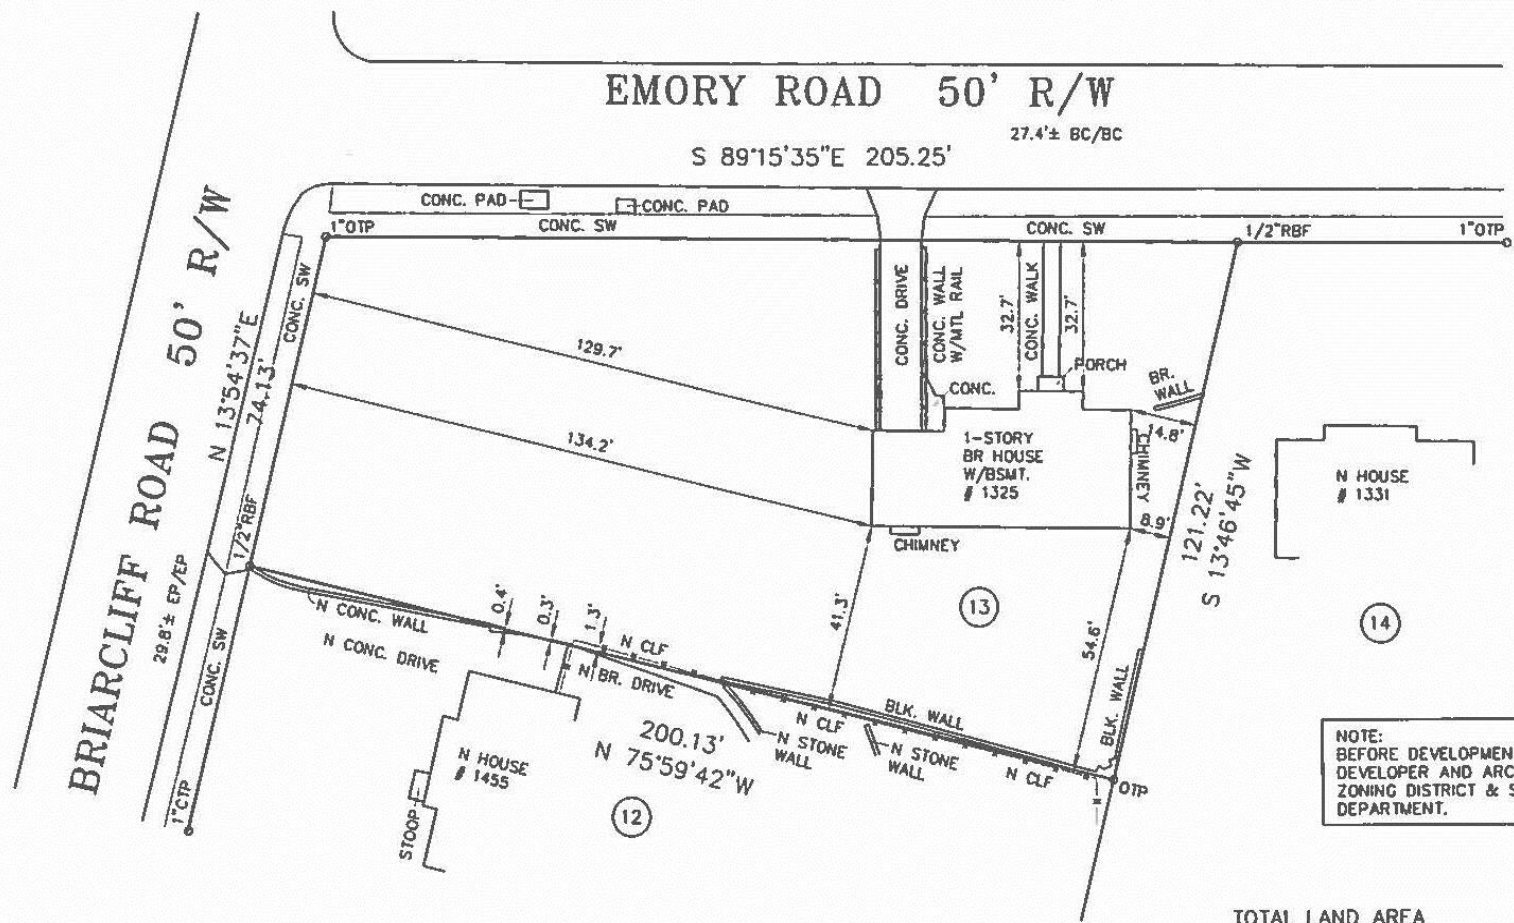 EMORY ROAD 50' R/W
27.4'± BC/BC
S 89°15'35"E 205.25'
CONC. PAD
CONC. PAD
1"OTP
CONC. SW
CONC. SW
1/2"RBF
1"OTP
BRIARCLIFF ROAD 50' R/W
N 13°54'37"E
74.13'
CONC. SW
29.8'± EP/EP
1/2"RBF
CONC. SW
129.7'
134.2'
CONC. DRIVE
CONC. WALL
W/MTL RAIL
32.7'
CONC. WALK
32.7'
PORCH
CONC.
BR.
WALL
14.8'
CHIMNEY
1-STORY
BR HOUSE
W/BSMT.
# 1325
8.9'
CHIMNEY
121.22'
S 13°46'45"W
N HOUSE
# 1331
13
14
41.3'
54.6'
N CONC. WALL
N CONC. DRIVE
0.4'
0.3'
1.3'
N CLF
N BR. DRIVE
BLK. WALL
BLK. WALL
N CLF
N STONE
WALL
N STONE
WALL
N CLF
OTP
200.13'
N 75°59'42"W
N HOUSE
# 1455
STOOP
12
NOTE:
BEFORE DEVELOPMEN
DEVELOPER AND ARC
ZONING DISTRICT & S
DEPARTMENT.
TOTAL LAND AREA